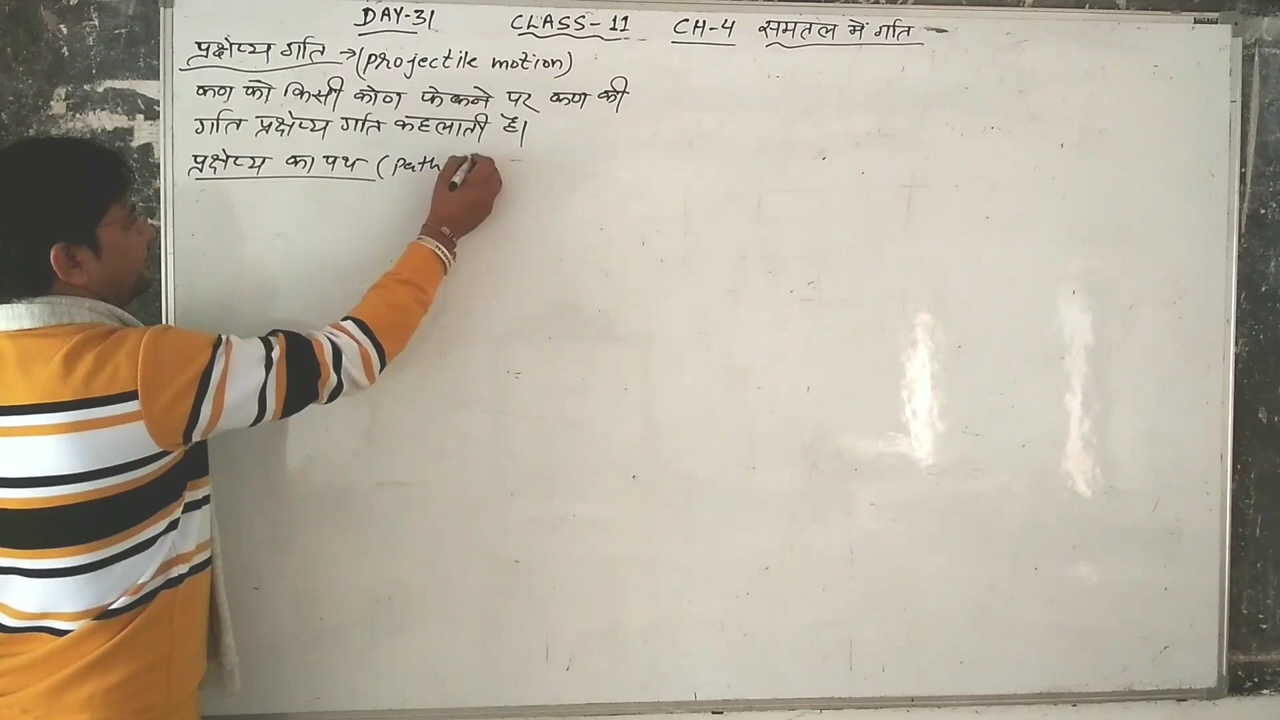 DAY-31 CLASS-11 CH-4 समतल में गति
प्रक्षेप्य गति →(projectile motion)
कण को किसी कोण फेकने पर कण की
गति प्रक्षेप्य गति कहलाती है।
प्रक्षेप्य का पथ (Path